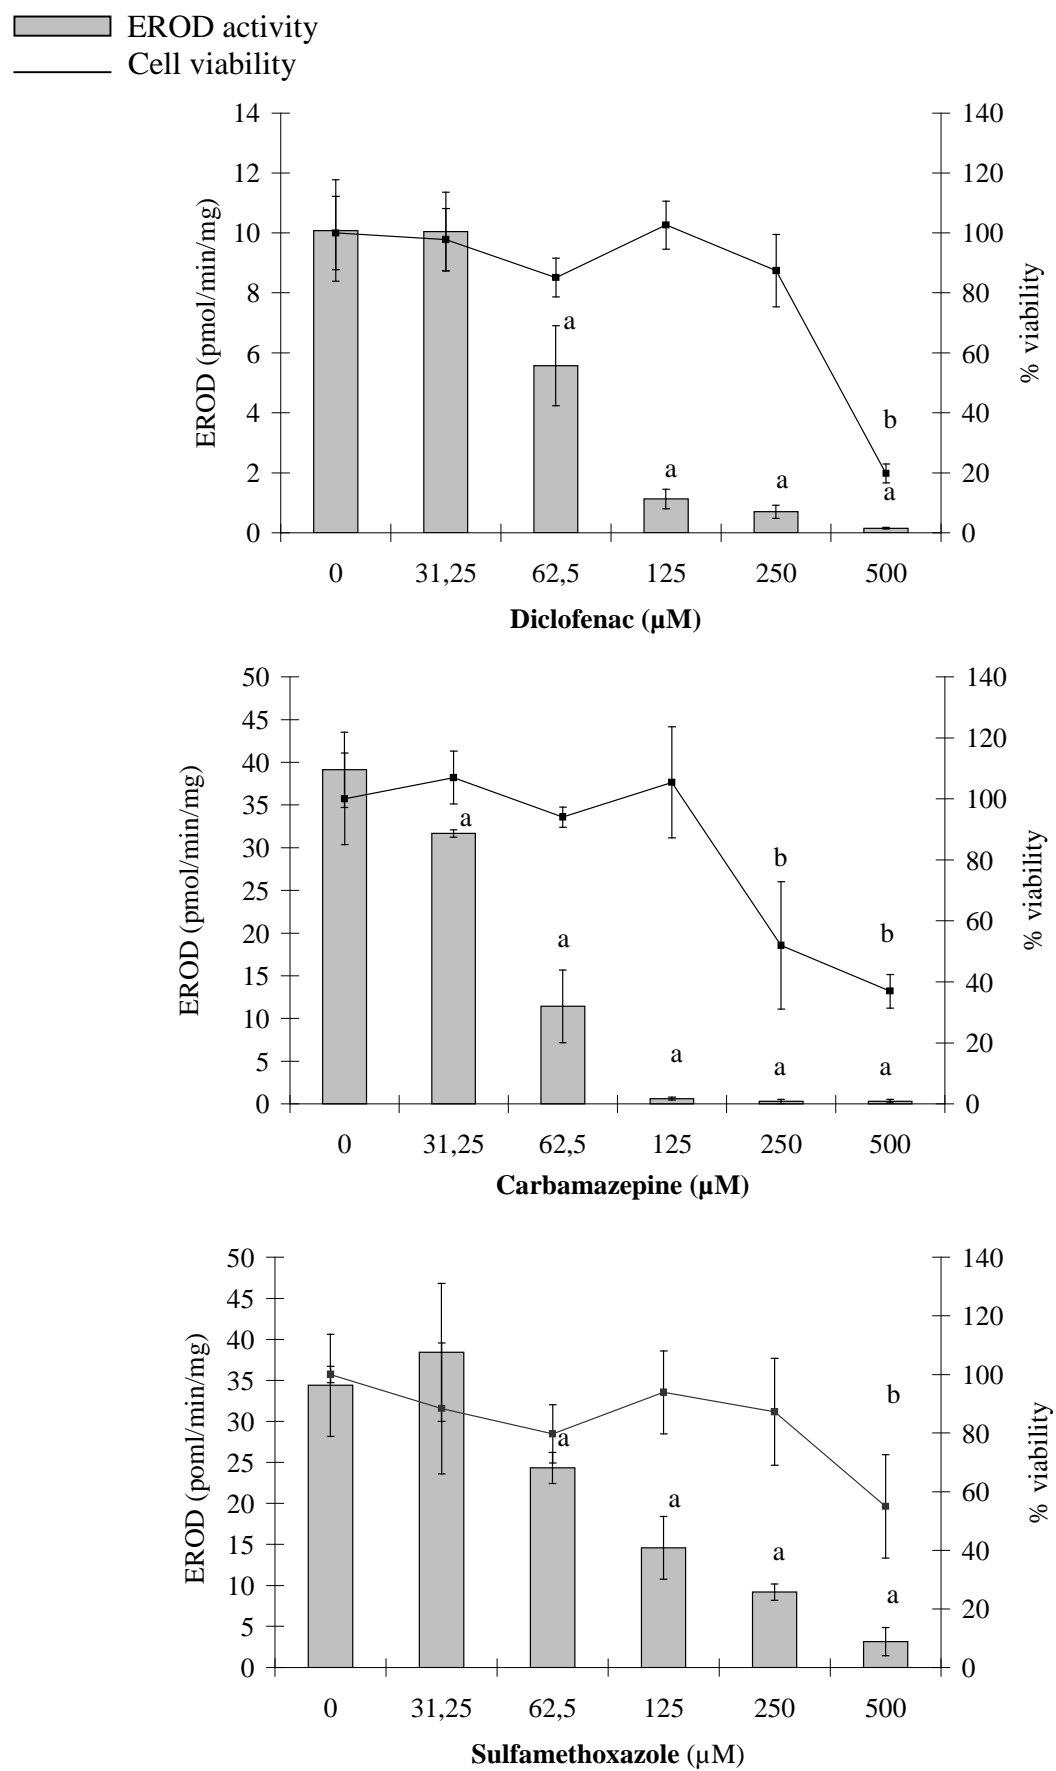 EROD activity
Cell viability
14 140
12 120
a
10 100
8 80
a
6 60
4 40
b
a
2 20
a
a
0 0
EROD (pmol/min/mg)
% viability
0 31,25 62,5 125 250 500
Diclofenac (µM)
50 140
45
120
40
35 100
a
30 80
b
25
60
20
a
b
15 40
10
20
5
a
a
a
0 0
EROD (pmol/min/mg)
% viability
0 31,25 62,5 125 250 500
Carbamazepine (µM)
50 140
45
120
40
35 100
b
30
80
a
25
60
20
a
15 40
a
10
20
a
5
0 0
EROD (poml/min/mg)
% viability
0 31,25 62,5 125 250 500
Sulfamethoxazole (µM)